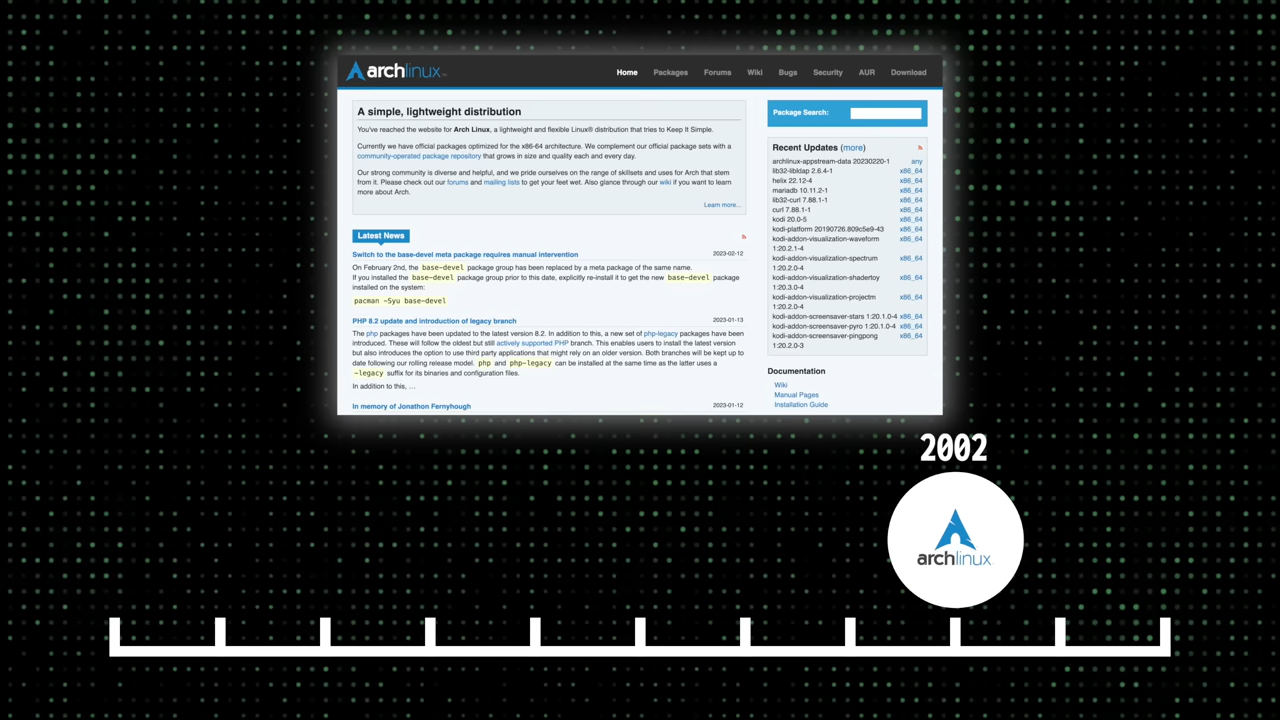 archlinux
Home Packages Forums Wiki Bugs Security AUR Download
A simple, lightweight distribution
You've reached the website for Arch Linux, a lightweight and flexible Linux® distribution that tries to Keep It Simple.
Currently we have official packages optimized for the x86-64 architecture. We complement our official package sets with a
community-operated package repository that grows in size and quality each and every day.
Our strong community is diverse and helpful, and we pride ourselves on the range of skillsets and uses for Arch that stem
from it. Please check out our forums and mailing lists to get your feet wet. Also glance through our wiki if you want to learn
more about Arch.
Learn more...
Latest News
Switch to the base-devel meta package requires manual intervention 2023-02-12
On February 2nd, the base-devel package group has been replaced by a meta package of the same name.
If you installed the base-devel package group prior to this date, explicitly re-install it to get the new base-devel package
installed on the system:
pacman -Syu base-devel
PHP 8.2 update and introduction of legacy branch 2023-01-13
The php packages have been updated to the latest version 8.2. In addition to this, a new set of php-legacy packages have been
introduced. These will follow the oldest but still actively supported PHP branch. This enables users to install the latest version
but also introduces the option to use third party applications that might rely on an older version. Both branches will be kept up to
date following our rolling release model. php and php-legacy can be installed at the same time as the latter uses a
-legacy suffix for its binaries and configuration files.
In addition to this, …
In memory of Jonathon Fernyhough 2023-01-12
Package Search:
Recent Updates (more)
archlinux-appstream-data 20230220-1 any
lib32-libldap 2.6.4-1 x86_64
helix 22.12-4 x86_64
mariadb 10.11.2-1 x86_64
lib32-curl 7.88.1-1 x86_64
curl 7.88.1-1 x86_64
kodi 20.0-5 x86_64
kodi-platform 20190726.809c5e9-43 x86_64
kodi-addon-visualization-waveform x86_64
1:20.2.1-4
kodi-addon-visualization-spectrum x86_64
1:20.2.0-4
kodi-addon-visualization-shadertoy x86_64
1:20.3.0-4
kodi-addon-visualization-projectm x86_64
1:20.2.0-4
kodi-addon-screensaver-stars 1:20.1.0-4 x86_64
kodi-addon-screensaver-pyro 1:20.1.0-4 x86_64
kodi-addon-screensaver-pingpong x86_64
1:20.2.0-3
Documentation
Wiki
Manual Pages
Installation Guide
2002
archlinux